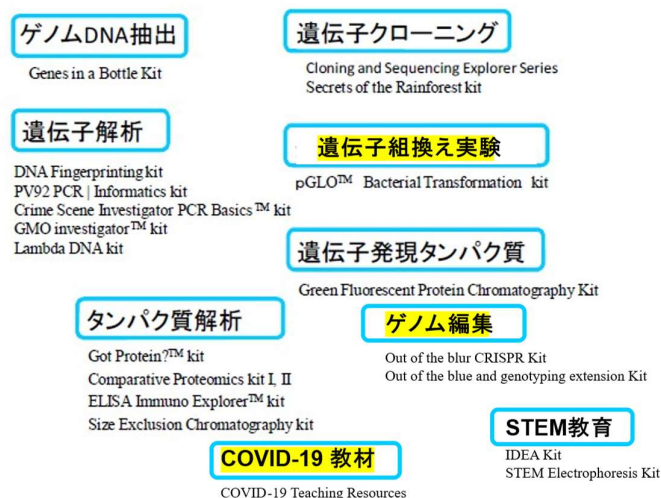 ゲノムDNA抽出
Genes in a Bottle Kit
遺伝子クローニング
Cloning and Sequencing Explorer Series
Secrets of the Rainforest kit
遺伝子解析
DNA Fingerprinting kit
PV92 PCR | Informatics kit
Crime Scene Investigator PCR Basics™ kit
GMO investigator™ kit
Lambda DNA kit
遺伝子組換え実験
pGLO™ Bacterial Transformation kit
遺伝子発現タンパク質
Green Fluorescent Protein Chromatography Kit
タンパク質解析
Got Protein?™ kit
Comparative Proteomics kit I, II
ELISA Immuno Explorer™ kit
Size Exclusion Chromatography kit
ゲノム編集
Out of the blur CRISPR Kit
Out of the blue and genotyping extension Kit
COVID-19 教材
COVID-19 Teaching Resources
STEM教育
IDEA Kit
STEM Electrophoresis Kit